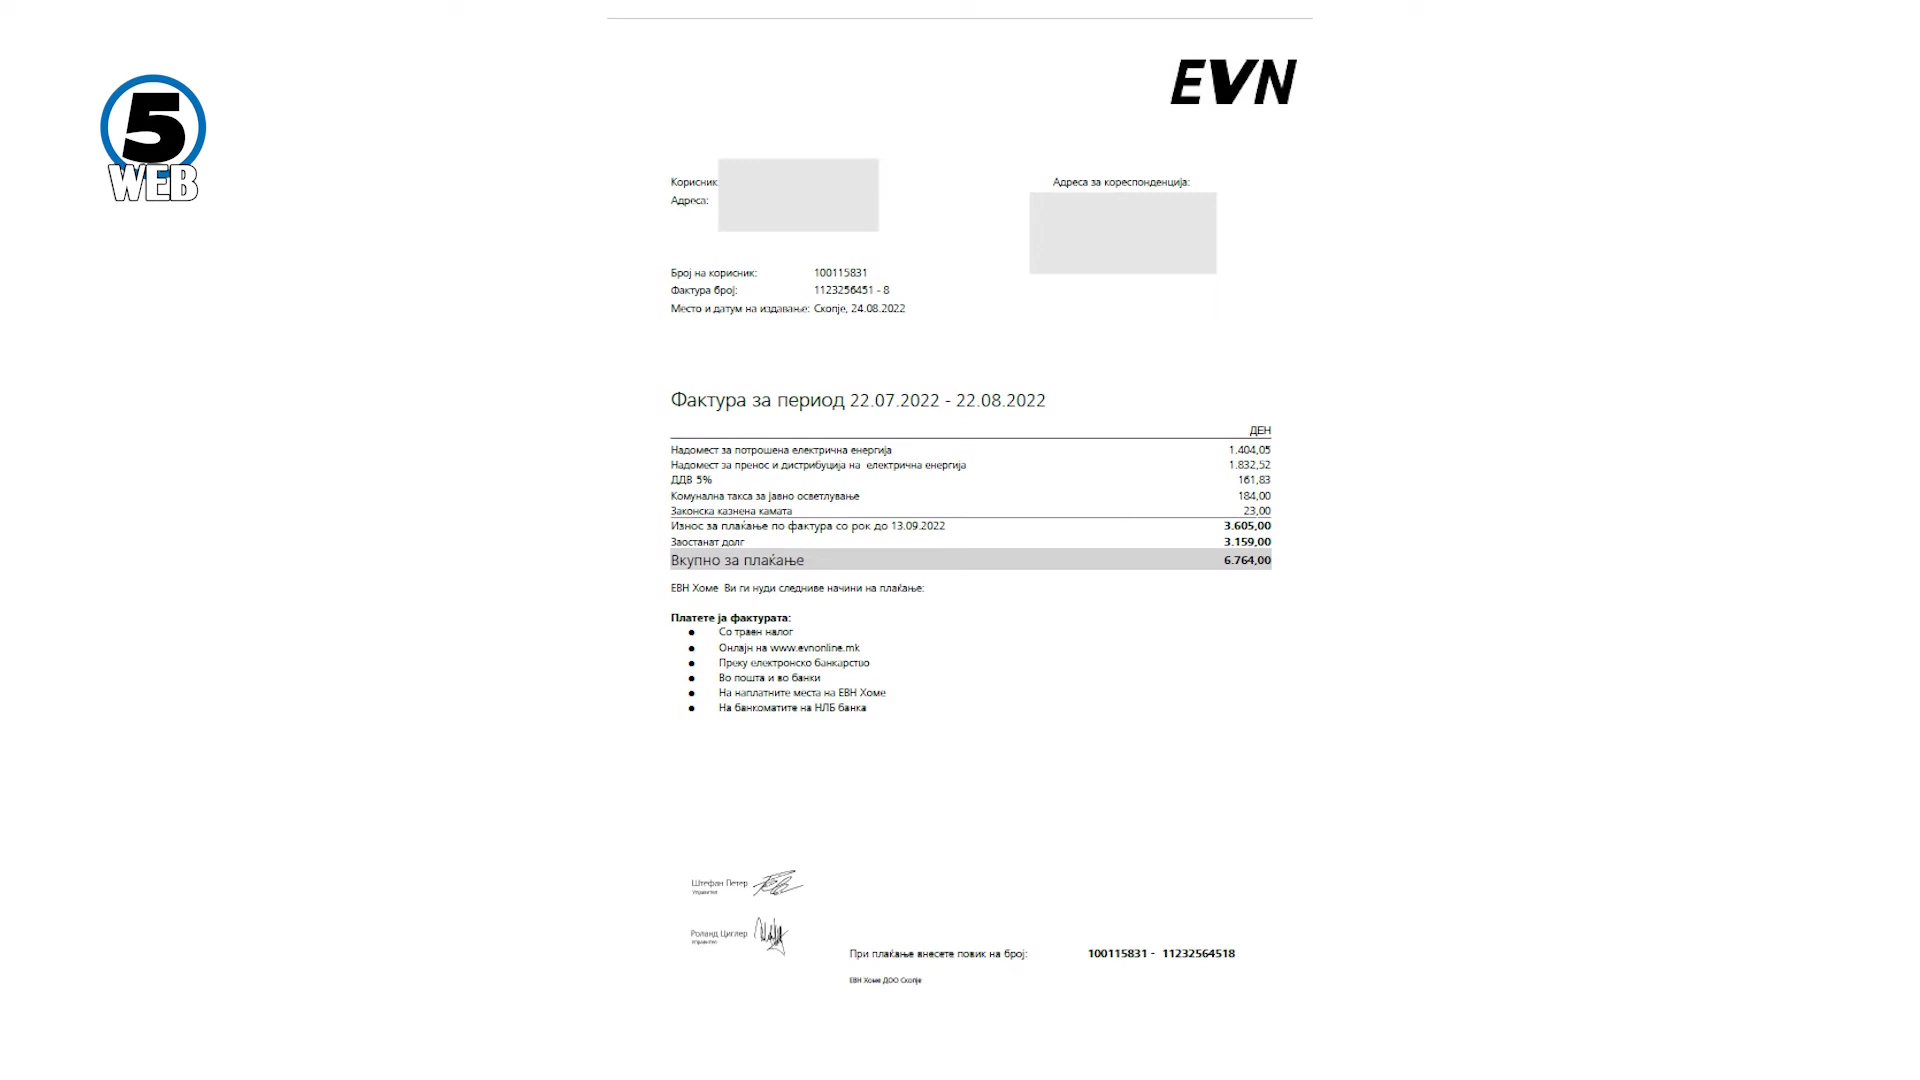 5
WEB
EVN
Корисник
Адреса:
Адреса за кореспонденција:
Број на корисник: 100115831
Фактура број: 1123256451 - 8
Место и датум на издавање: Скопје, 24.08.2022
Фактура за период 22.07.2022 - 22.08.2022
ДЕН
Надомест за потрошена електрична енергија 1.404,05
Надомест за пренос и дистрибуција на електрична енергија 1.832,52
ДДВ 5% 161,83
Комунална такса за јавно осветлување 184,00
Законска казнена камата 23,00
Износ за плаќање по фактура со рок до 13.09.2022 3.605,00
Заостанат долг 3.159,00
Вкупно за плаќање 6.764,00
ЕВН Хоме Ви ги нуди следниве начини на плаќање:
Платете ја фактурата:
● Со траен налог
● Онлајн на www.evnonline.mk
● Преку електронско банкарство
● Во пошта и во банки
● На наплатните места на ЕВН Хоме
● На банкоматите на НЛБ банка
Штефан Петер
Управител
Роланд Циглер
Управител
При плаќање внесете повик на број: 100115831 - 11232564518
ЕВН Хоме ДОО Скопје